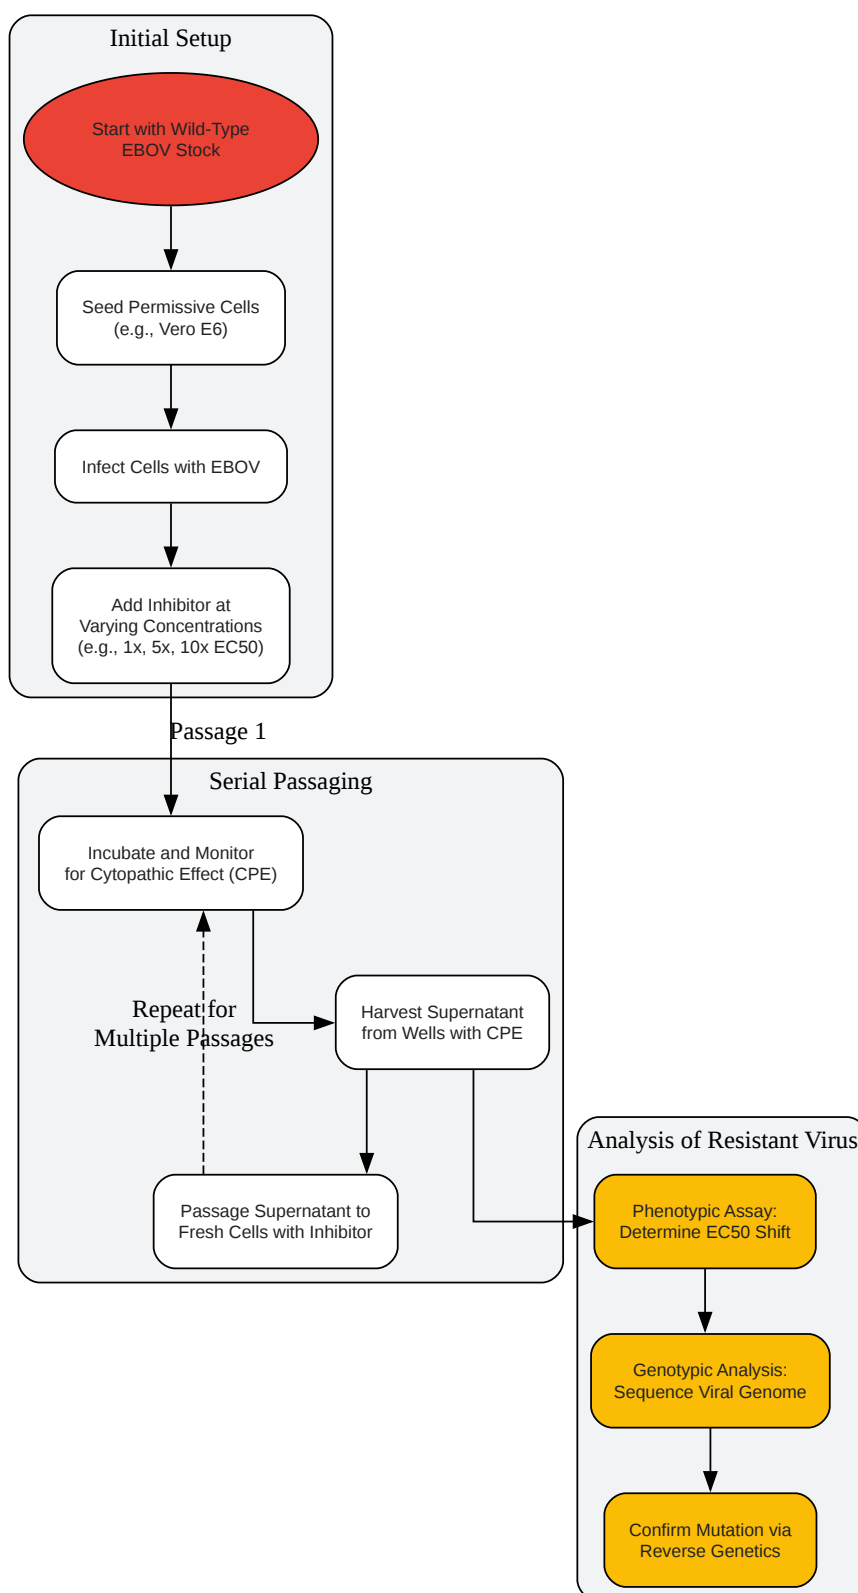 Initial Setup
Start with Wild-Type
EBOV Stock
Seed Permissive Cells
(e.g., Vero E6)
Infect Cells with EBOV
Add Inhibitor at
Varying Concentrations
(e.g., 1x, 5x, 10x EC50)
Passage 1
Serial Passaging
Incubate and Monitor
for Cytopathic Effect (CPE)
Repeat for
Multiple Passages
Harvest Supernatant
from Wells with CPE
Passage Supernatant to
Fresh Cells with Inhibitor
Analysis of Resistant Virus
Phenotypic Assay:
Determine EC50 Shift
Genotypic Analysis:
Sequence Viral Genome
Confirm Mutation via
Reverse Genetics